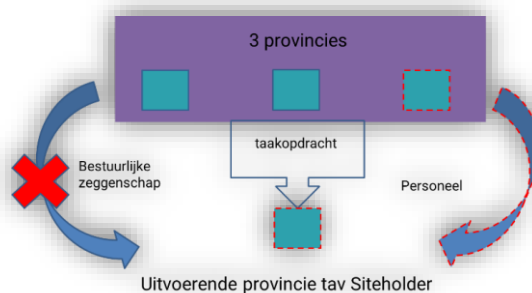 3 provincies
taakopdracht
Bestuurlijke
zeggenschap
Personeel
Uitvoerende provincie tav Siteholder